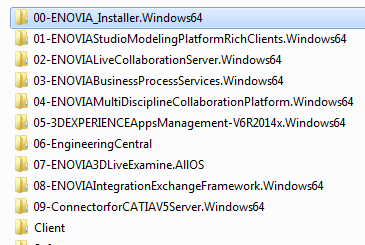 00-ENOVIA_Installer.Windows64
01-ENOVIAStudioModelingPlatformRichClients.Windows64
02-ENOVIALiveCollaborationServer.Windows64
03-ENOVIABusinessProcessServices.Windows64
04-ENOVIAMultiDisciplineCollaborationPlatform.Windows64
05-3DEXPERIENCEAppsManagement-V6R2014x.Windows64
06-EngineeringCentral
07-ENOVIA3DLiveExamine.AllOS
08-ENOVIAIntegrationExchangeFramework.Windows64
09-ConnectorforCATIAV5Server.Windows64
Client